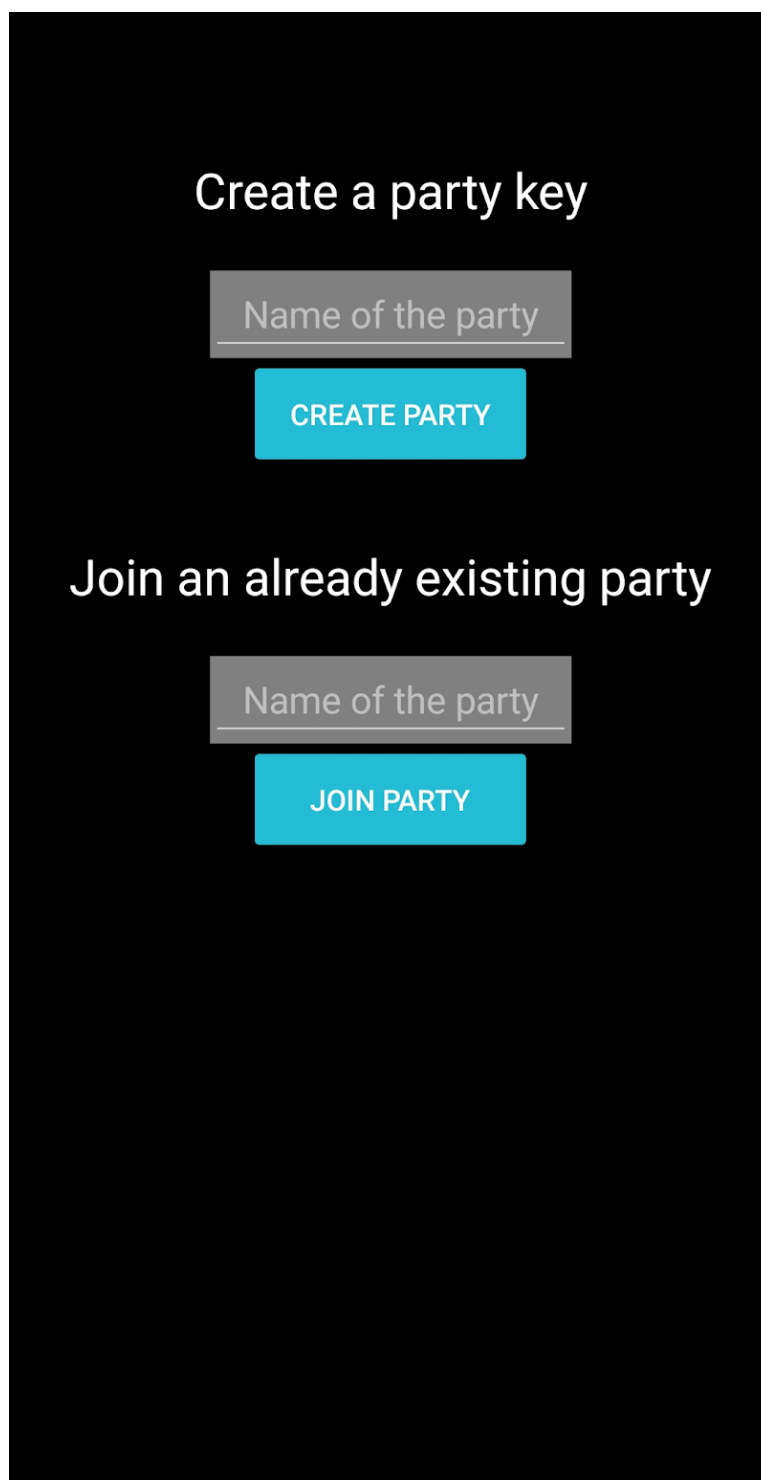 Create a party key
Name of the party
CREATE PARTY
Join an already existing party
Name of the party
JOIN PARTY